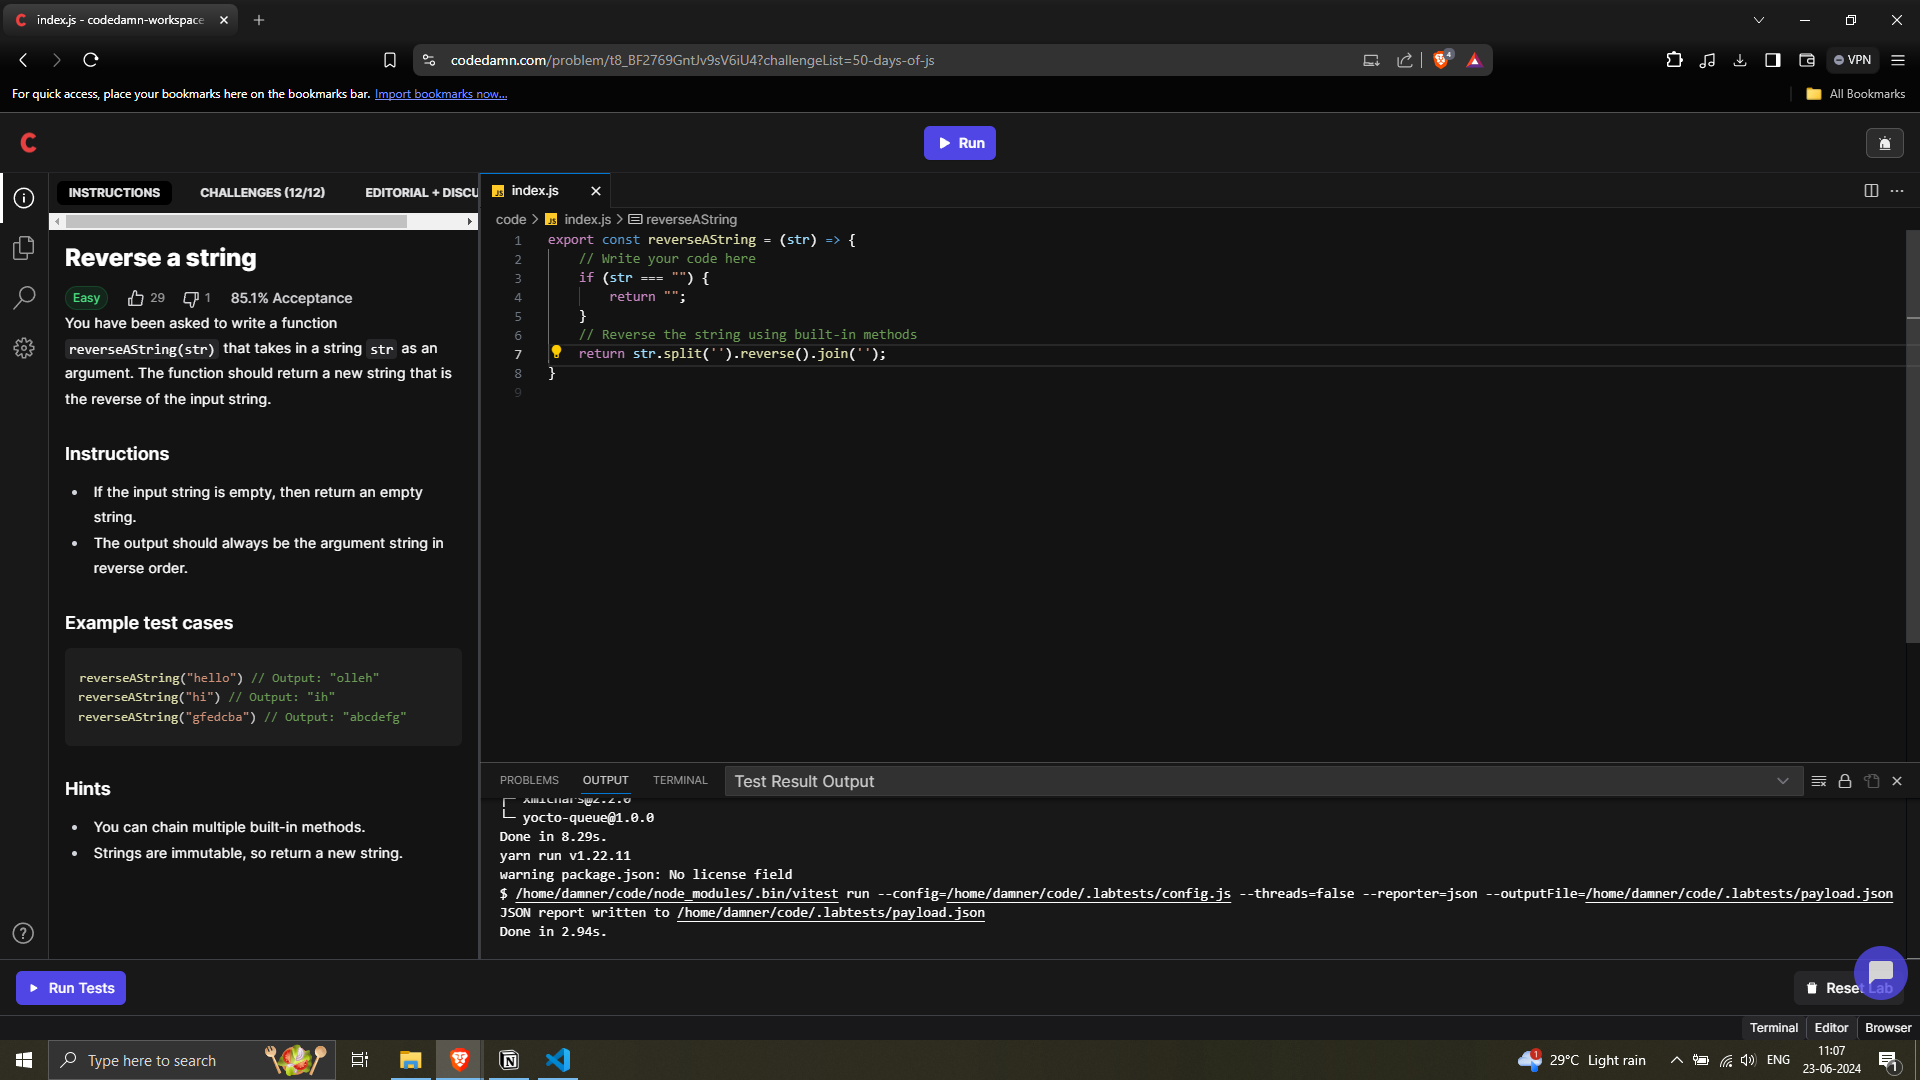 index.js - codedamn-workspace
codedamn.com/problem/t8_BF2769GntJv9sV6iU4?challengeList=50-days-of-js
4
VPN
For quick access, place your bookmarks here on the bookmarks bar. Import bookmarks now...
All Bookmarks
Run
INSTRUCTIONS
CHALLENGES (12/12)
EDITORIAL + DISCU
Reverse a string
Easy 29 1 85.1% Acceptance
You have been asked to write a function
reverseAString(str) that takes in a string str as an
argument. The function should return a new string that is
the reverse of the input string.
Instructions
If the input string is empty, then return an empty
string.
The output should always be the argument string in
reverse order.
Example test cases
reverseAString("hello") // Output: "olleh"
reverseAString("hi") // Output: "ih"
reverseAString("gfedcba") // Output: "abcdefg"
Hints
• You can chain multiple built-in methods.
• Strings are immutable, so return a new string.
JS index.js
code > JS index.js > reverseAString
1 export const reverseAString = (str) => {
2 // Write your code here
3 if (str === "") {
4 return "";
5 }
6 // Reverse the string using built-in methods
7 return str.split('').reverse().join('');
8 }
9
PROBLEMS OUTPUT TERMINAL Test Result Output
xmlchars@2.2.0
└─ yocto-queue@1.0.0
Done in 8.29s.
yarn run v1.22.11
warning package.json: No license field
$ /home/damner/code/node_modules/.bin/vitest run --config=/home/damner/code/.labtests/config.js --threads=false --reporter=json --outputFile=/home/damner/code/.labtests/payload.json
JSON report written to /home/damner/code/.labtests/payload.json
Done in 2.94s.
Run Tests
Reset Lab
Terminal Editor Browser
Type here to search
1
29°C Light rain
ENG
11:07
23-06-2024
1